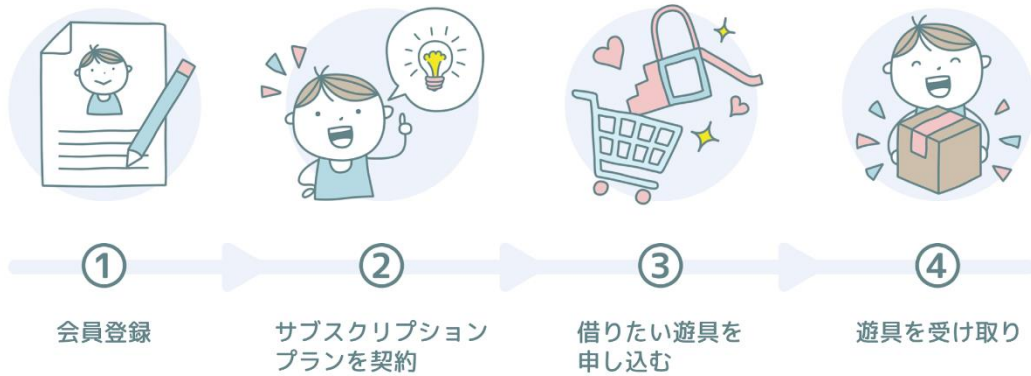 ①
会員登録
②
サブスクリプション
プランを契約
③
借りたい遊具を
申し込む
④
遊具を受け取り